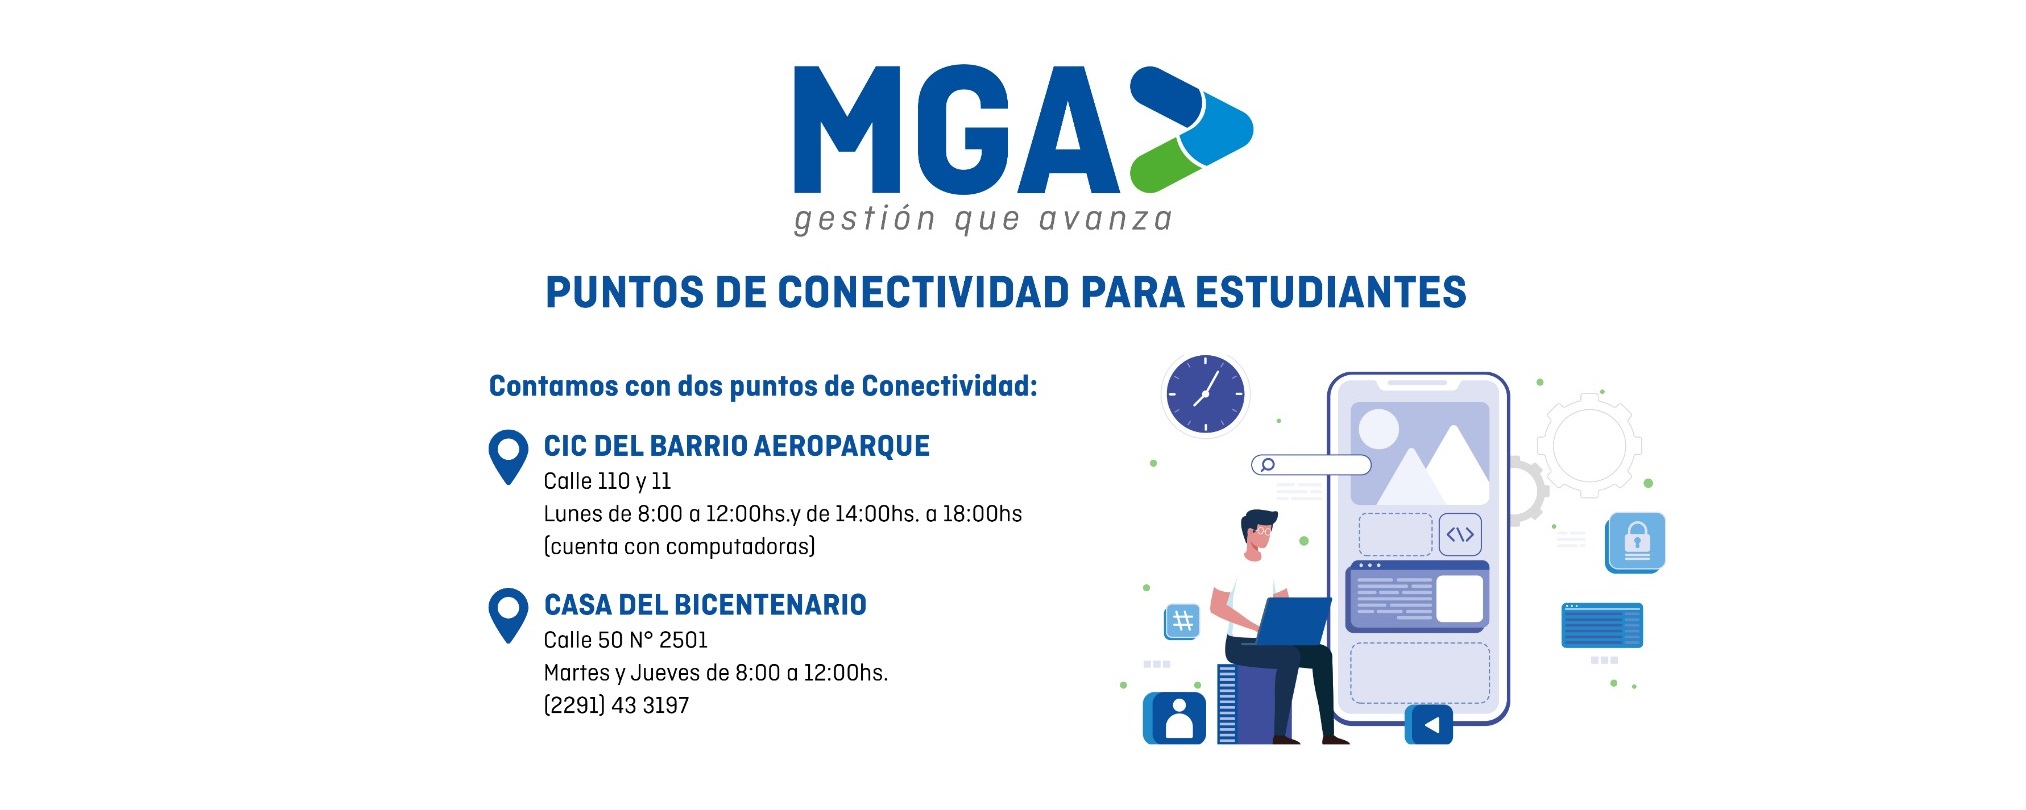 MGA
gestión que avanza
PUNTOS DE CONECTIVIDAD PARA ESTUDIANTES
Contamos con dos puntos de Conectividad:
CIC DEL BARRIO AEROPARQUE
Calle 110 y 11
Lunes de 8:00 a 12:00hs.y de 14:00hs. a 18:00hs
(cuenta con computadoras)
CASA DEL BICENTENARIO
Calle 50 N° 2501
Martes y Jueves de 8:00 a 12:00hs.
(2291) 43 3197
<\>
#